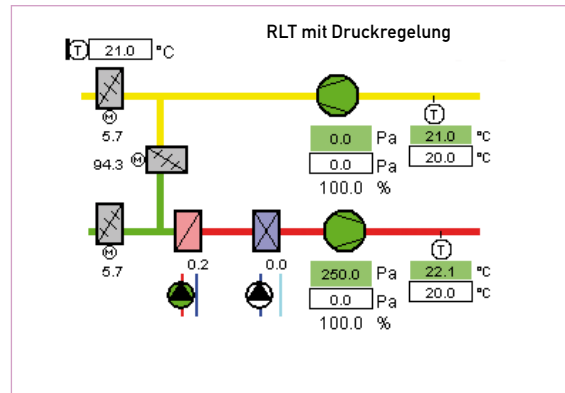 RLT mit Druckregelung
T 21.0 °C
M
5.7
T
0.0 Pa 21.0 °C
0.0 Pa 20.0 °C
100.0 %
94.3 M
M
5.7
0.2 0.0
T
250.0 Pa 22.1 °C
0.0 Pa 20.0 °C
100.0 %